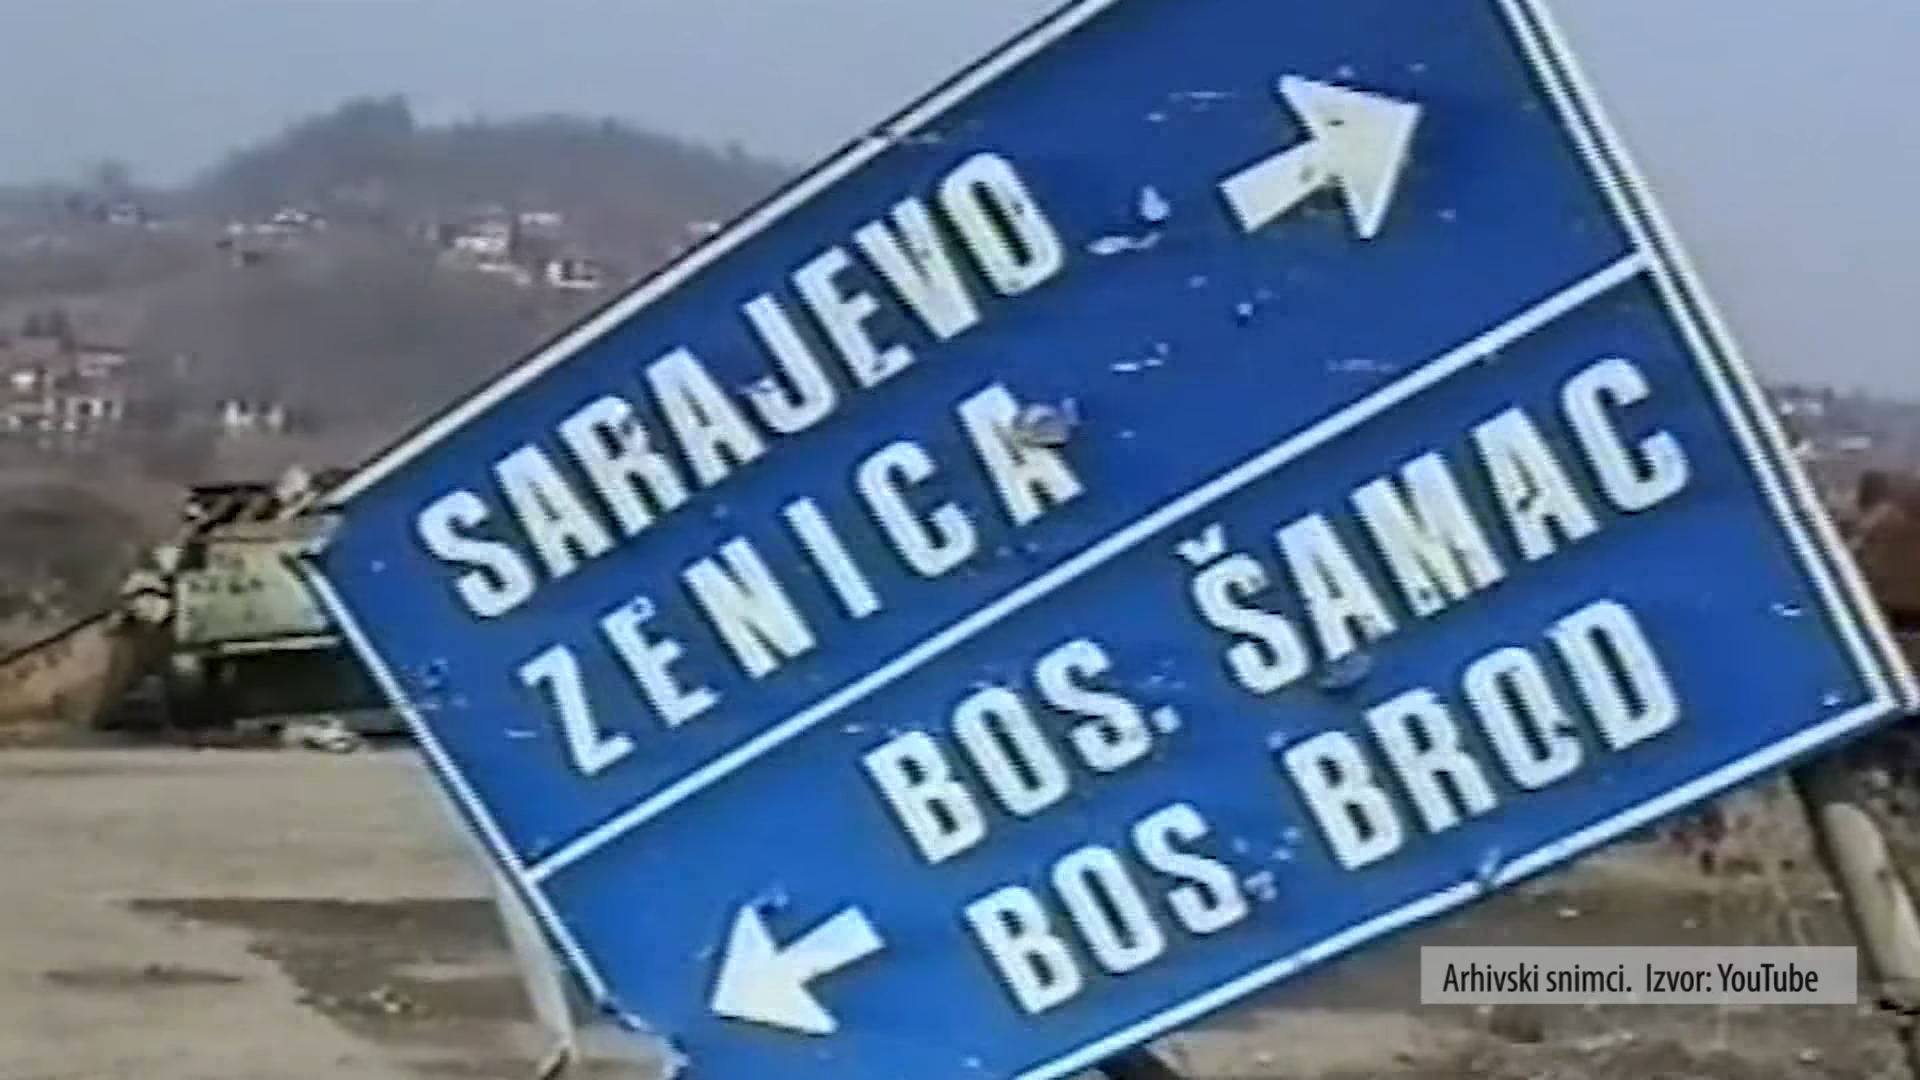 SARAJEVO
ZENICA
BOS. ŠAMAC
BOS. BROD
Arhivski snimci. Izvor: YouTube